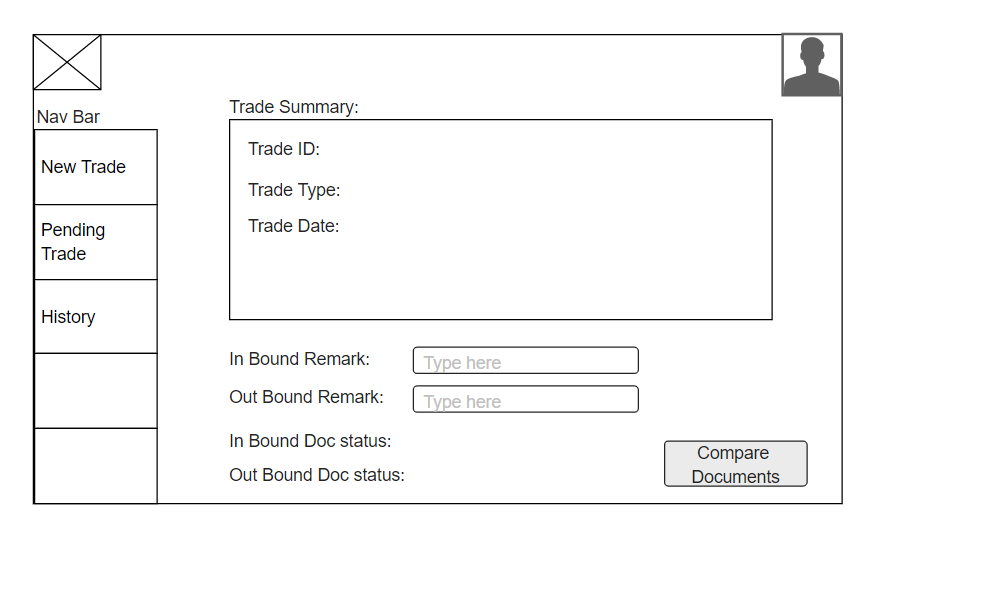 Nav Bar
New Trade
Pending
Trade
History
Trade Summary:
Trade ID:
Trade Type:
Trade Date:
In Bound Remark:
Type here
Out Bound Remark:
Type here
In Bound Doc status:
Out Bound Doc status:
Compare
Documents